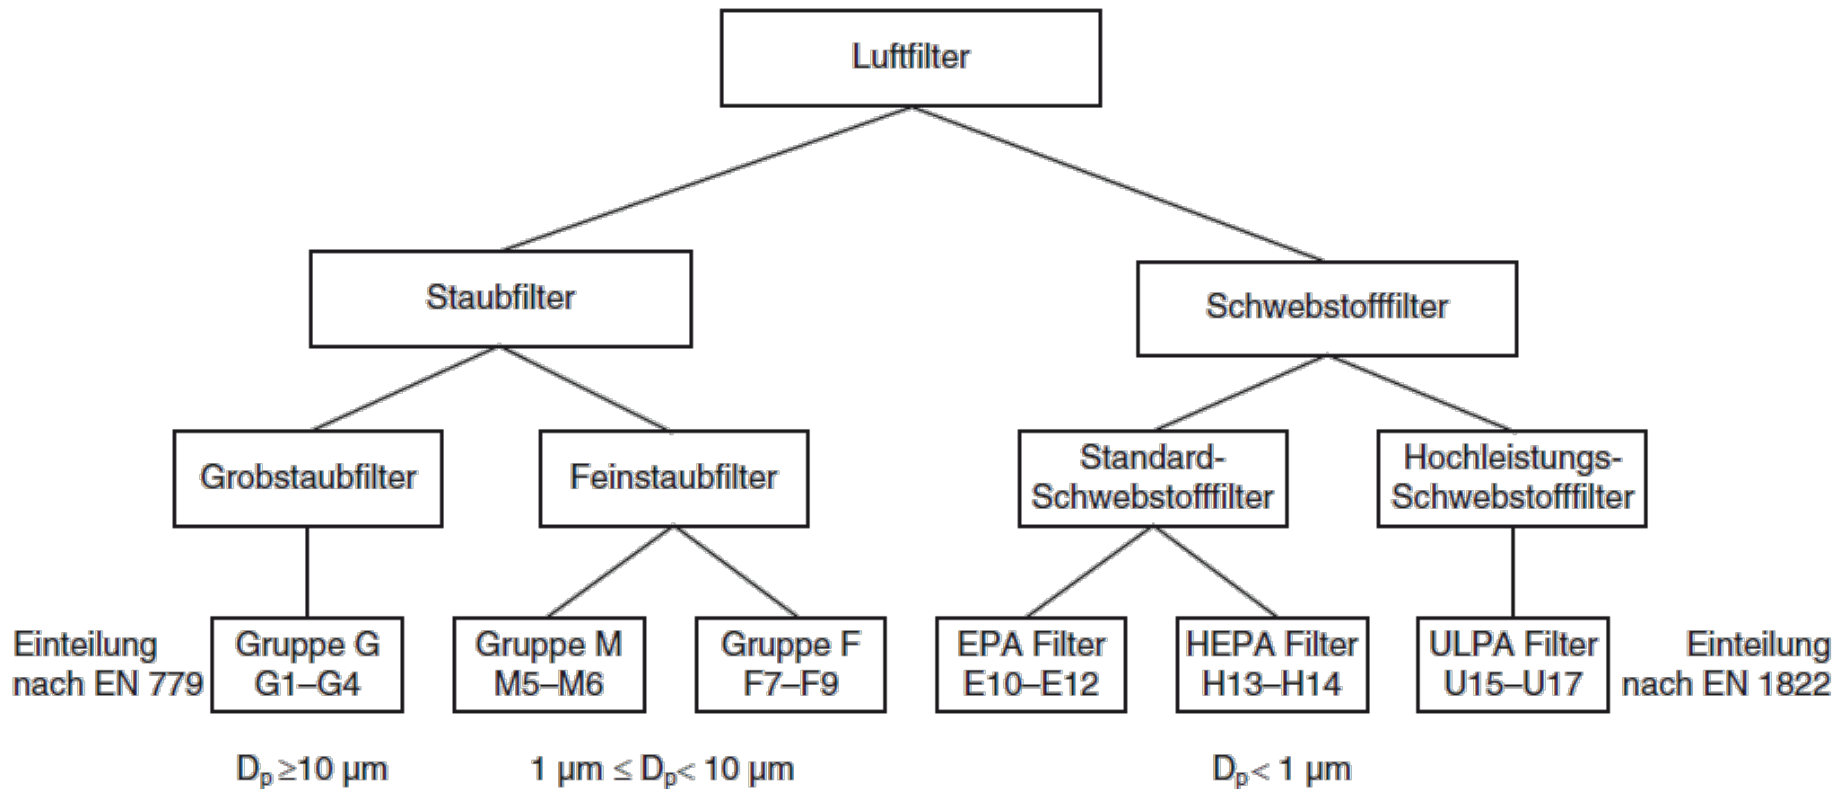 Luftfilter
Staubfilter
Schwebstofffilter
Grobstaubfilter
Feinstaubfilter
Standard-
Schwebstofffilter
Hochleistungs-
Schwebstofffilter
Einteilung
nach EN 779
Gruppe G
G1–G4
Gruppe M
M5–M6
Gruppe F
F7–F9
EPA Filter
E10–E12
HEPA Filter
H13–H14
ULPA Filter
U15–U17
Einteilung
nach EN 1822
Dp ≥10 µm
1 µm ≤ Dp< 10 µm
Dp< 1 µm